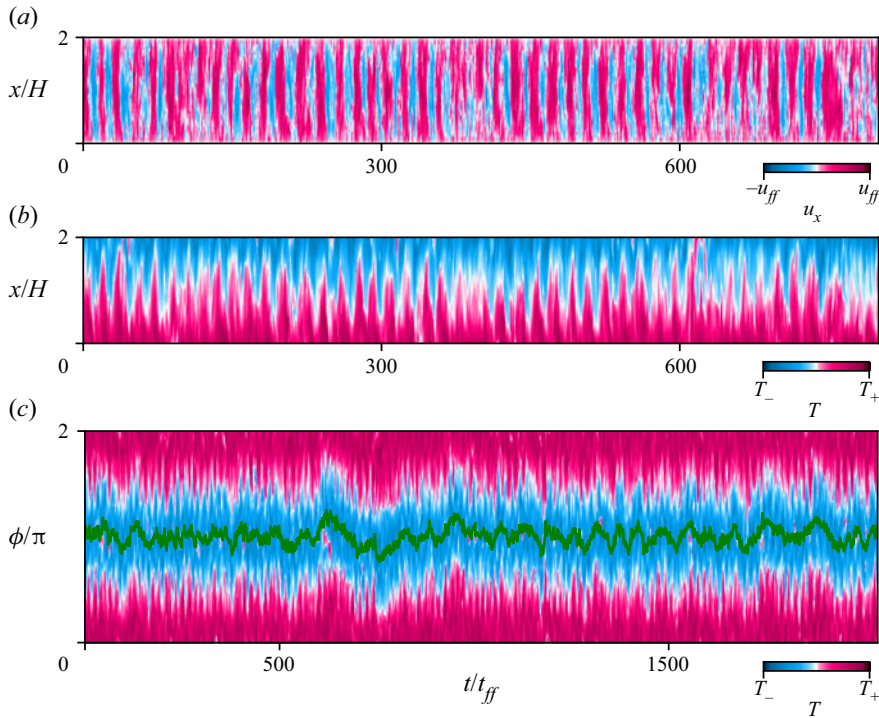 (a)
2
x/H
0
300
600
−u_ff
u_ff
u_x
(b)
2
x/H
0
300
600
T_−
T_+
T
(c)
2
ϕ/π
0
500
1500
t/t_ff
T_−
T_+
T